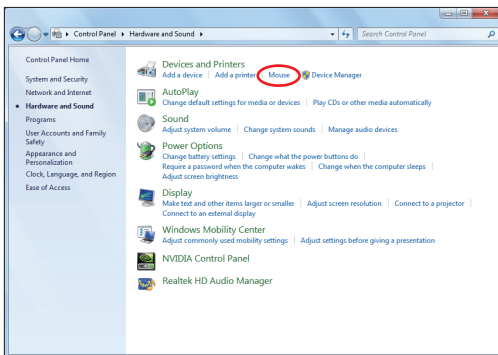 Control Panel Hardware and Sound Search Control Panel
Control Panel Home
System and Security
Network and Internet
Hardware and Sound
Programs
User Accounts and Family
Safety
Appearance and
Personalization
Clock, Language, and Region
Ease of Access
Devices and Printers
Add a device Add a printer Mouse Device Manager
AutoPlay
Change default settings for media or devices Play CDs or other media automatically
Sound
Adjust system volume Change system sounds Manage audio devices
Power Options
Change battery settings Change what the power buttons do
Require a password when the computer wakes Change when the computer sleeps
Adjust screen brightness
Display
Make text and other items larger or smaller Adjust screen resolution Connect to a projector
Connect to an external display
Windows Mobility Center
Adjust commonly used mobility settings Adjust settings before giving a presentation
NVIDIA Control Panel
Realtek HD Audio Manager